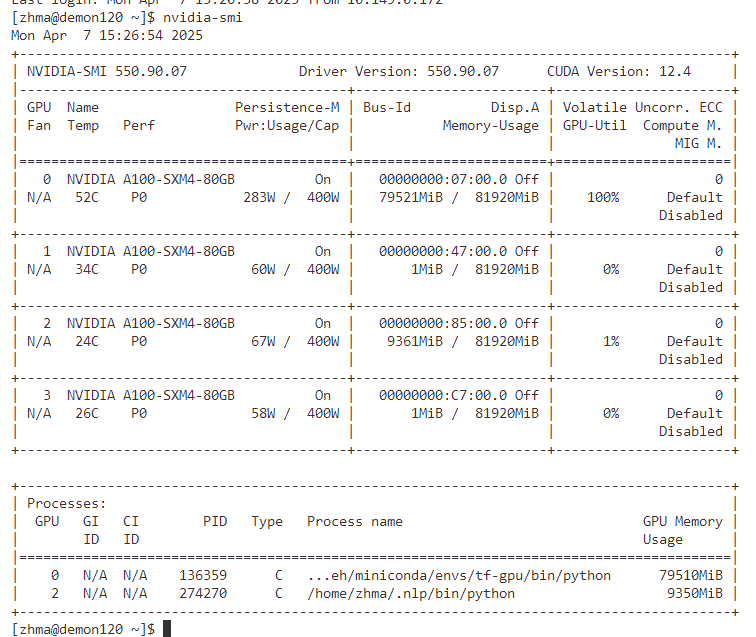 Last login: Mon Apr  7 15:20:58 2025 from 10.149.0.172
[zhma@demon120 ~]$ nvidia-smi
Mon Apr  7 15:26:54 2025
+-----------------------------------------------------------------------------------------+
| NVIDIA-SMI 550.90.07              Driver Version: 550.90.07      CUDA Version: 12.4     |
|-----------------------------------------+------------------------+----------------------+
| GPU  Name                 Persistence-M | Bus-Id          Disp.A | Volatile Uncorr. ECC |
| Fan  Temp   Perf          Pwr:Usage/Cap |           Memory-Usage | GPU-Util  Compute M. |
|                                         |                        |               MIG M. |
|=========================================+========================+======================|
|   0  NVIDIA A100-SXM4-80GB          On  |   00000000:07:00.0 Off |                    0 |
| N/A   52C    P0             283W /  400W |   79521MiB /  81920MiB |    100%      Default |
|                                         |                        |             Disabled |
+-----------------------------------------+------------------------+----------------------+
|   1  NVIDIA A100-SXM4-80GB          On  |   00000000:47:00.0 Off |                    0 |
| N/A   34C    P0              60W /  400W |       1MiB /  81920MiB |      0%      Default |
|                                         |                        |             Disabled |
+-----------------------------------------+------------------------+----------------------+
|   2  NVIDIA A100-SXM4-80GB          On  |   00000000:85:00.0 Off |                    0 |
| N/A   24C    P0              67W /  400W |    9361MiB /  81920MiB |      1%      Default |
|                                         |                        |             Disabled |
+-----------------------------------------+------------------------+----------------------+
|   3  NVIDIA A100-SXM4-80GB          On  |   00000000:C7:00.0 Off |                    0 |
| N/A   26C    P0              58W /  400W |       1MiB /  81920MiB |      0%      Default |
|                                         |                        |             Disabled |
+-----------------------------------------+------------------------+----------------------+
+-----------------------------------------------------------------------------------------+
| Processes:                                                                              |
|  GPU   GI   CI        PID   Type   Process name                              GPU Memory |
|        ID   ID                                                               Usage      |
|=========================================================================================|
|    0   N/A  N/A    136359      C   ...eh/miniconda/envs/tf-gpu/bin/python      79510MiB |
|    2   N/A  N/A    274270      C   /home/zhma/.nlp/bin/python                   9350MiB |
+-----------------------------------------------------------------------------------------+
[zhma@demon120 ~]$